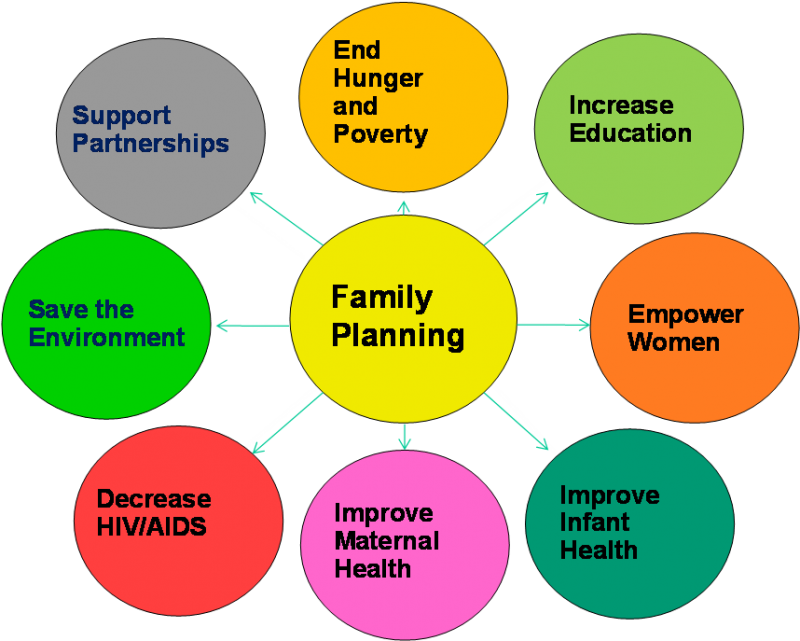 End
Hunger
and
Poverty
Increase
Education
Empower
Women
Improve
Infant
Health
Improve
Maternal
Health
Decrease
HIV/AIDS
Save the
Environment
Support
Partnerships
Family
Planning